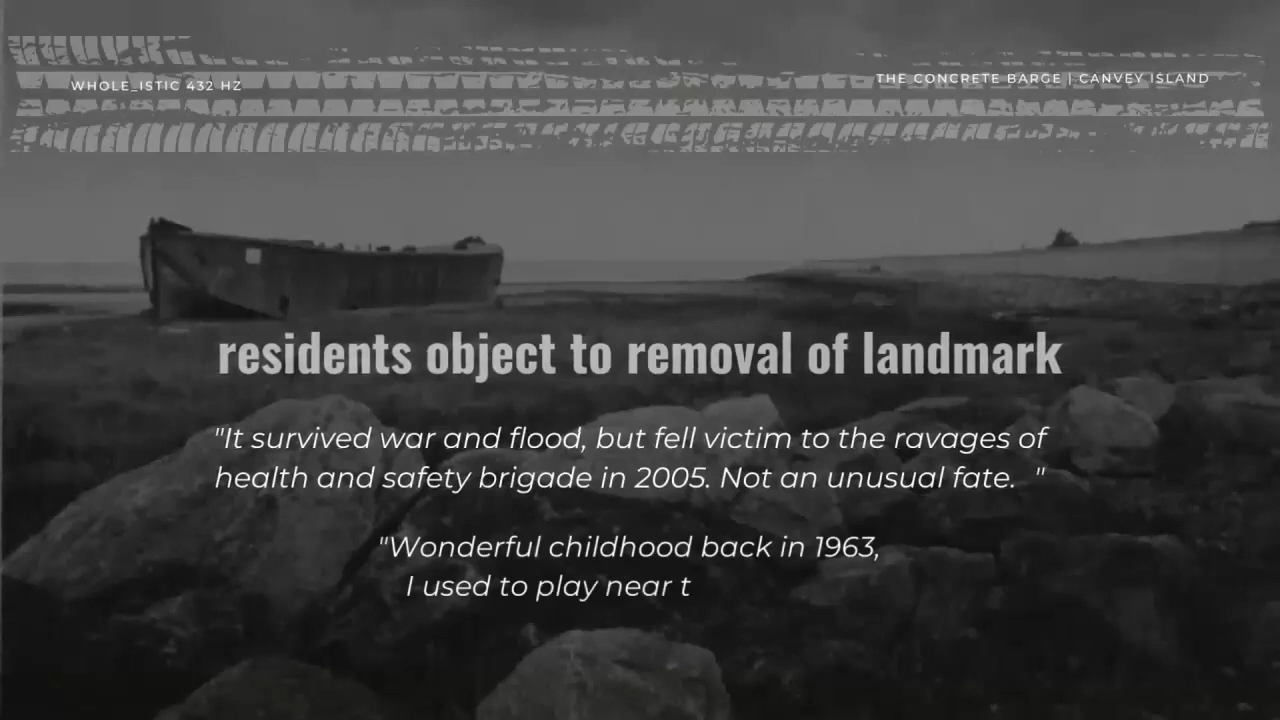 WHOLE_ISTIC 432 HZ
THE CONCRETE BARGE | CANVEY ISLAND
residents object to removal of landmark
"It survived war and flood, but fell victim to the ravages of
health and safety brigade in 2005. Not an unusual fate.  "
"Wonderful childhood back in 1963,
I used to play near t